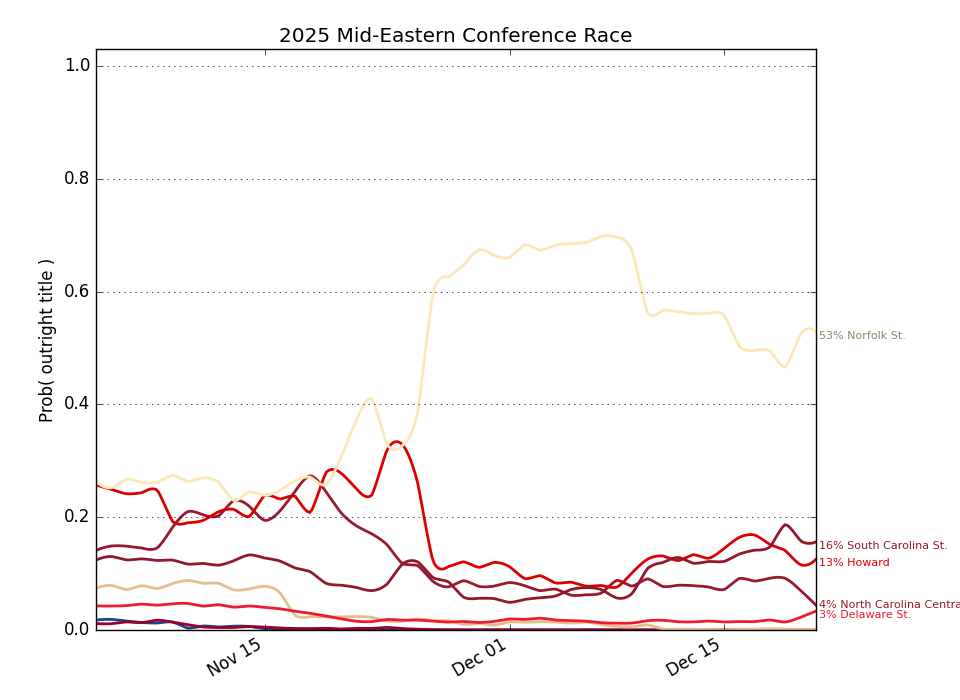 2025 Mid-Eastern Conference Race
Prob( outright title )
1.0
0.8
0.6
0.4
0.2
0.0
Nov 15
Dec 01
Dec 15
53% Norfolk St.
16% South Carolina St.
13% Howard
4% North Carolina Centra
3% Delaware St.